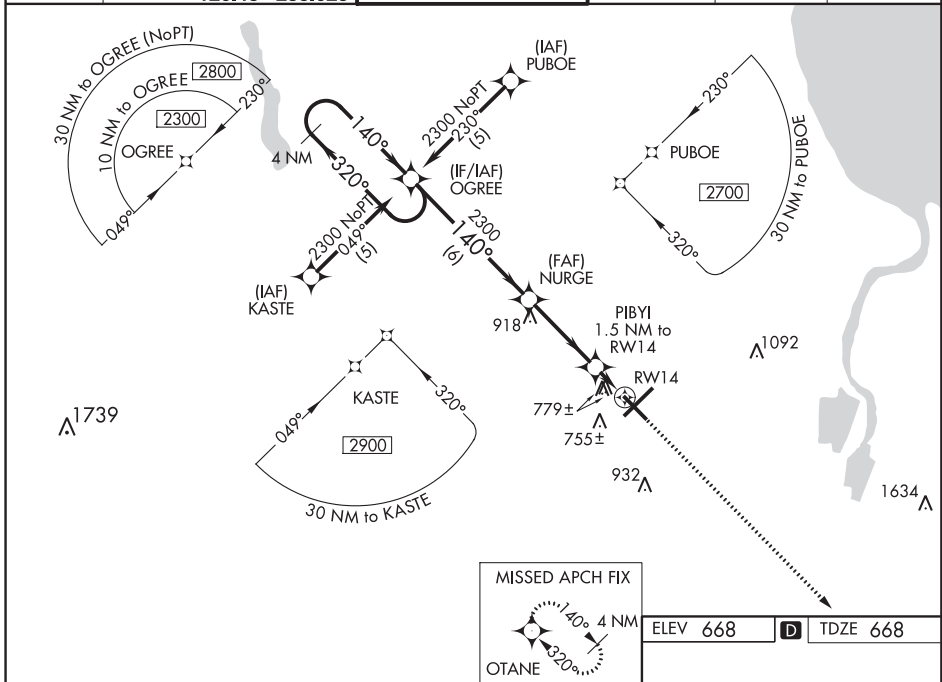 30 NM to OGREE (NoPT)
2800
10 NM to OGREE
2300
230°
OGREE
049°
4 NM
140°
320°
(IAF)
PUBOE
2300 NoPT
230°
(5)
(IF/IAF)
OGREE
2300 NoPT
049°
(5)
(IAF)
KASTE
2300
140°
(6)
(FAF)
NURGE
918
PIBYI
1.5 NM to
RW14
RW14
779±
755±
932
1092
1634
1739
230°
PUBOE
2700
320°
30 NM to PUBOE
KASTE
049°
320°
2900
30 NM to KASTE
MISSED APCH FIX
140°
4 NM
320°
OTANE
ELEV 668 D TDZE 668